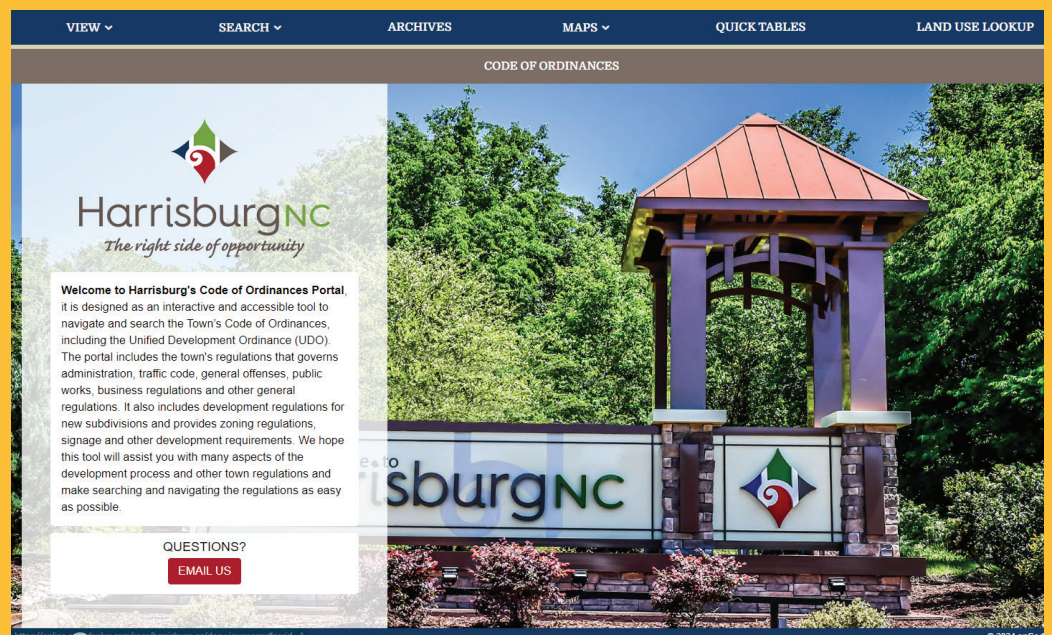 VIEW
SEARCH
ARCHIVES
MAPS
QUICK TABLES
LAND USE LOOKUP
CODE OF ORDINANCES
HarrisburgNC
The right side of opportunity
Welcome to Harrisburg's Code of Ordinances Portal,
it is designed as an interactive and accessible tool to
navigate and search the Town's Code of Ordinances,
including the Unified Development Ordinance (UDO).
The portal includes the town's regulations that governs
administration, traffic code, general offenses, public
works, business regulations and other general
regulations. It also includes development regulations for
new subdivisions and provides zoning regulations,
signage and other development requirements. We hope
this tool will assist you with many aspects of the
development process and other town regulations and
make searching and navigating the regulations as easy
as possible.
QUESTIONS?
EMAIL US
to
isburgNC
© 2024